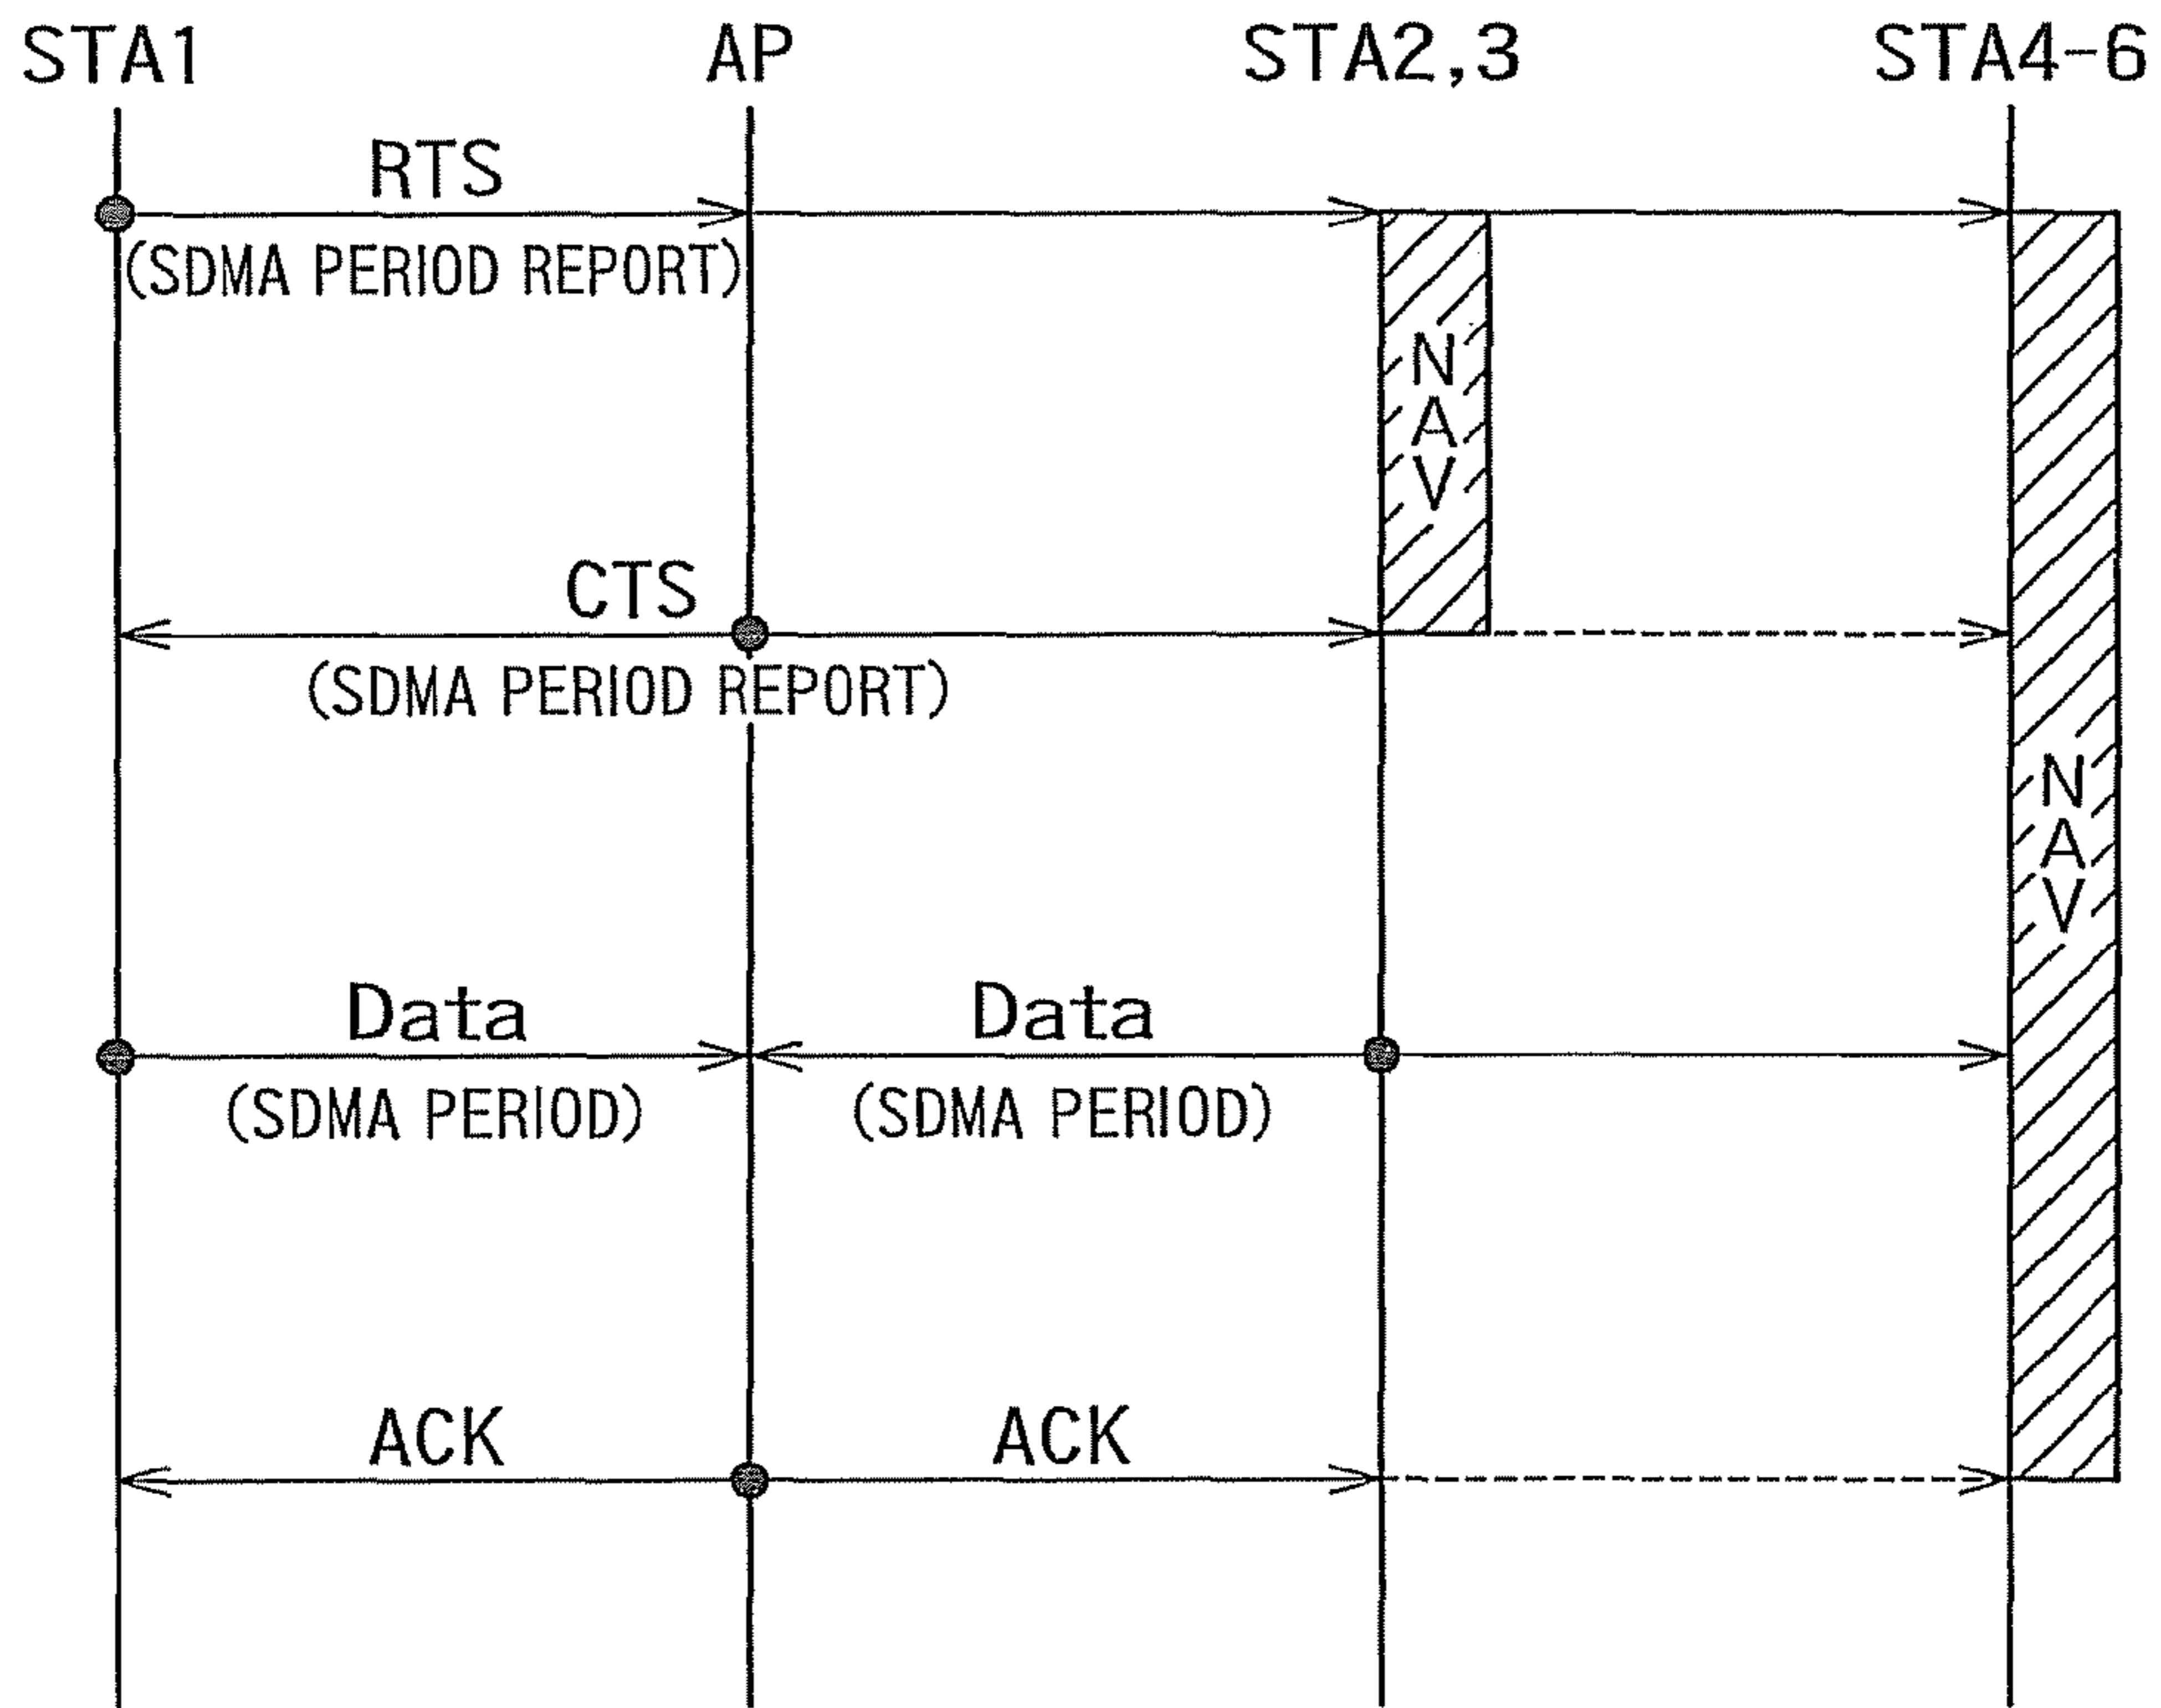 STA1 AP STA2,3 STA4-6
RTS
(SDMA PERIOD REPORT)
NAV
CTS
(SDMA PERIOD REPORT)
NAV
Data Data
(SDMA PERIOD) (SDMA PERIOD)
ACK ACK